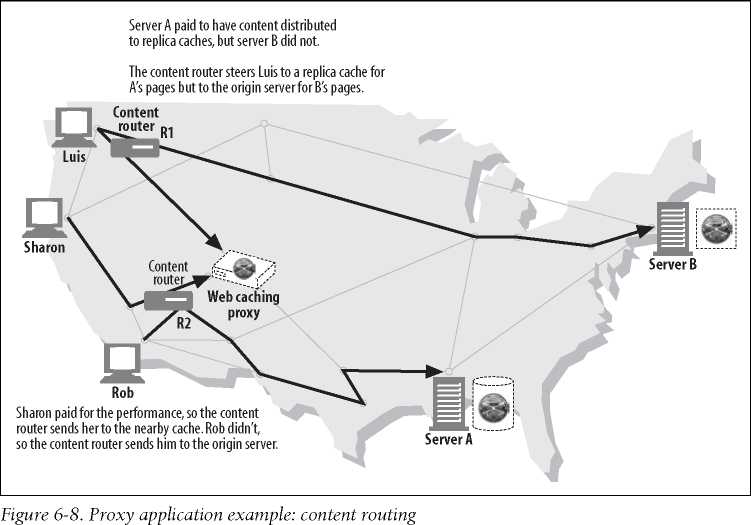 Server A paid to have content distributed
to replica caches, but server B did not.
The content router steers Luis to a replica cache for
A's pages but to the origin server for B's pages.
Content
router
R1
Luis
Sharon
Server B
Content
router
Web caching
proxy
R2
Rob
Server A
Sharon paid for the performance, so the content
router sends her to the nearby cache. Rob didn't,
so the content router sends him to the origin server.
Figure 6-8. Proxy application example: content routing